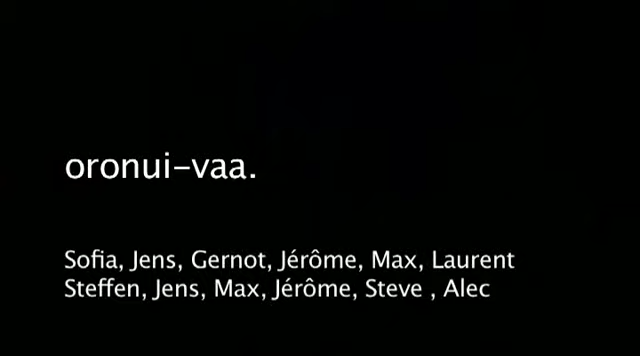 oronui-vaa.
Sofia, Jens, Gernot, Jérôme, Max, Laurent
Steffen, Jens, Max, Jérôme, Steve , Alec